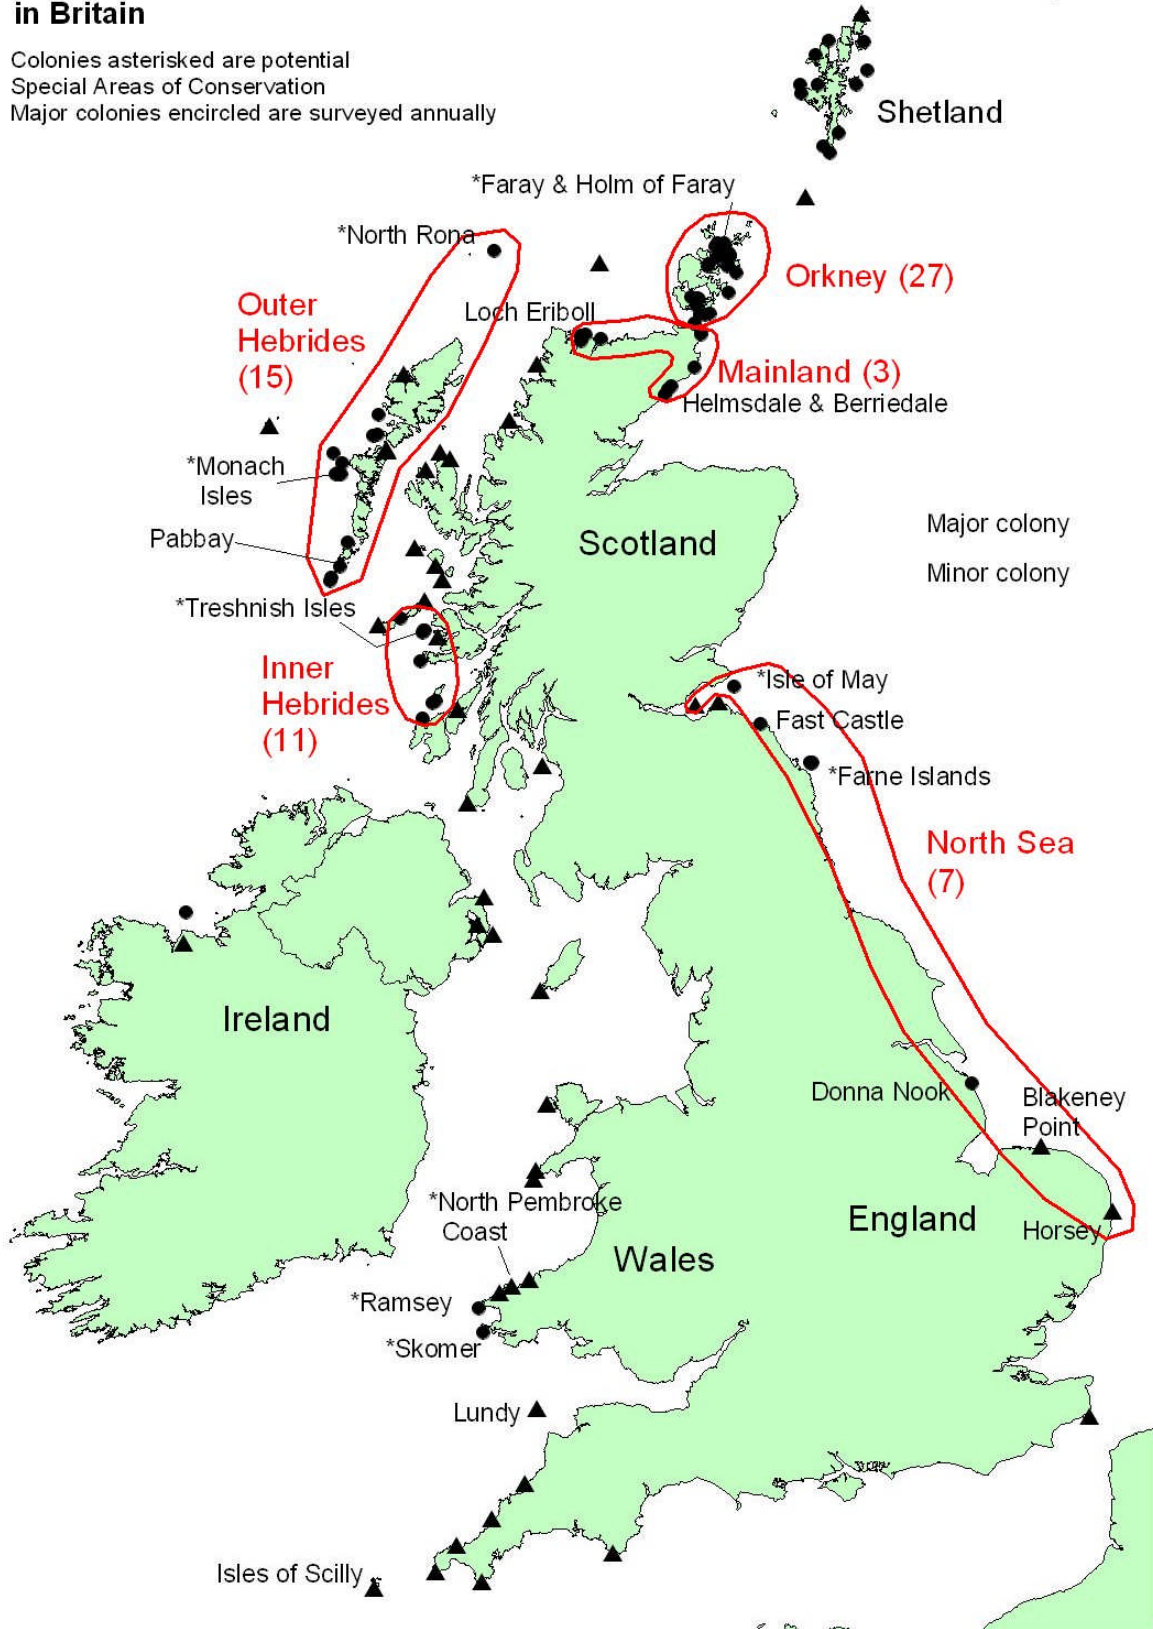 in Britain
Colonies asterisked are potential
Special Areas of Conservation
Major colonies encircled are surveyed annually
Shetland
*Faray & Holm of Faray
*North Rona
Orkney (27)
Outer
Hebrides
(15)
Loch Eriboll
Mainland (3)
Helmsdale & Berriedale
*Monach
Isles
Pabbay
Scotland
Major colony
Minor colony
*Treshnish Isles
Inner
Hebrides
(11)
*Isle of May
Fast Castle
*Farne Islands
North Sea
(7)
Ireland
Donna Nook
Blakeney
Point
*North Pembroke
Coast
England
Horsey
Wales
*Ramsey
*Skomer
Lundy
Isles of Scilly